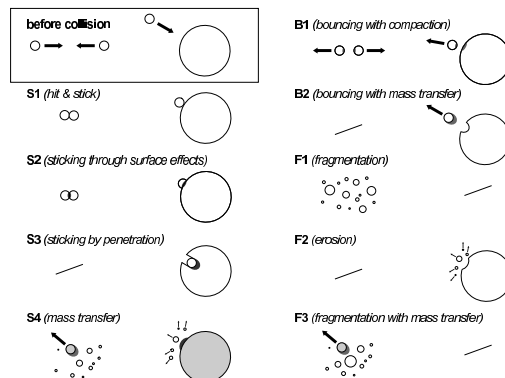 before collision
S1 (hit & stick)
S2 (sticking through surface effects)
S3 (sticking by penetration)
S4 (mass transfer)
B1 (bouncing with compaction)
B2 (bouncing with mass transfer)
F1 (fragmentation)
F2 (erosion)
F3 (fragmentation with mass transfer)